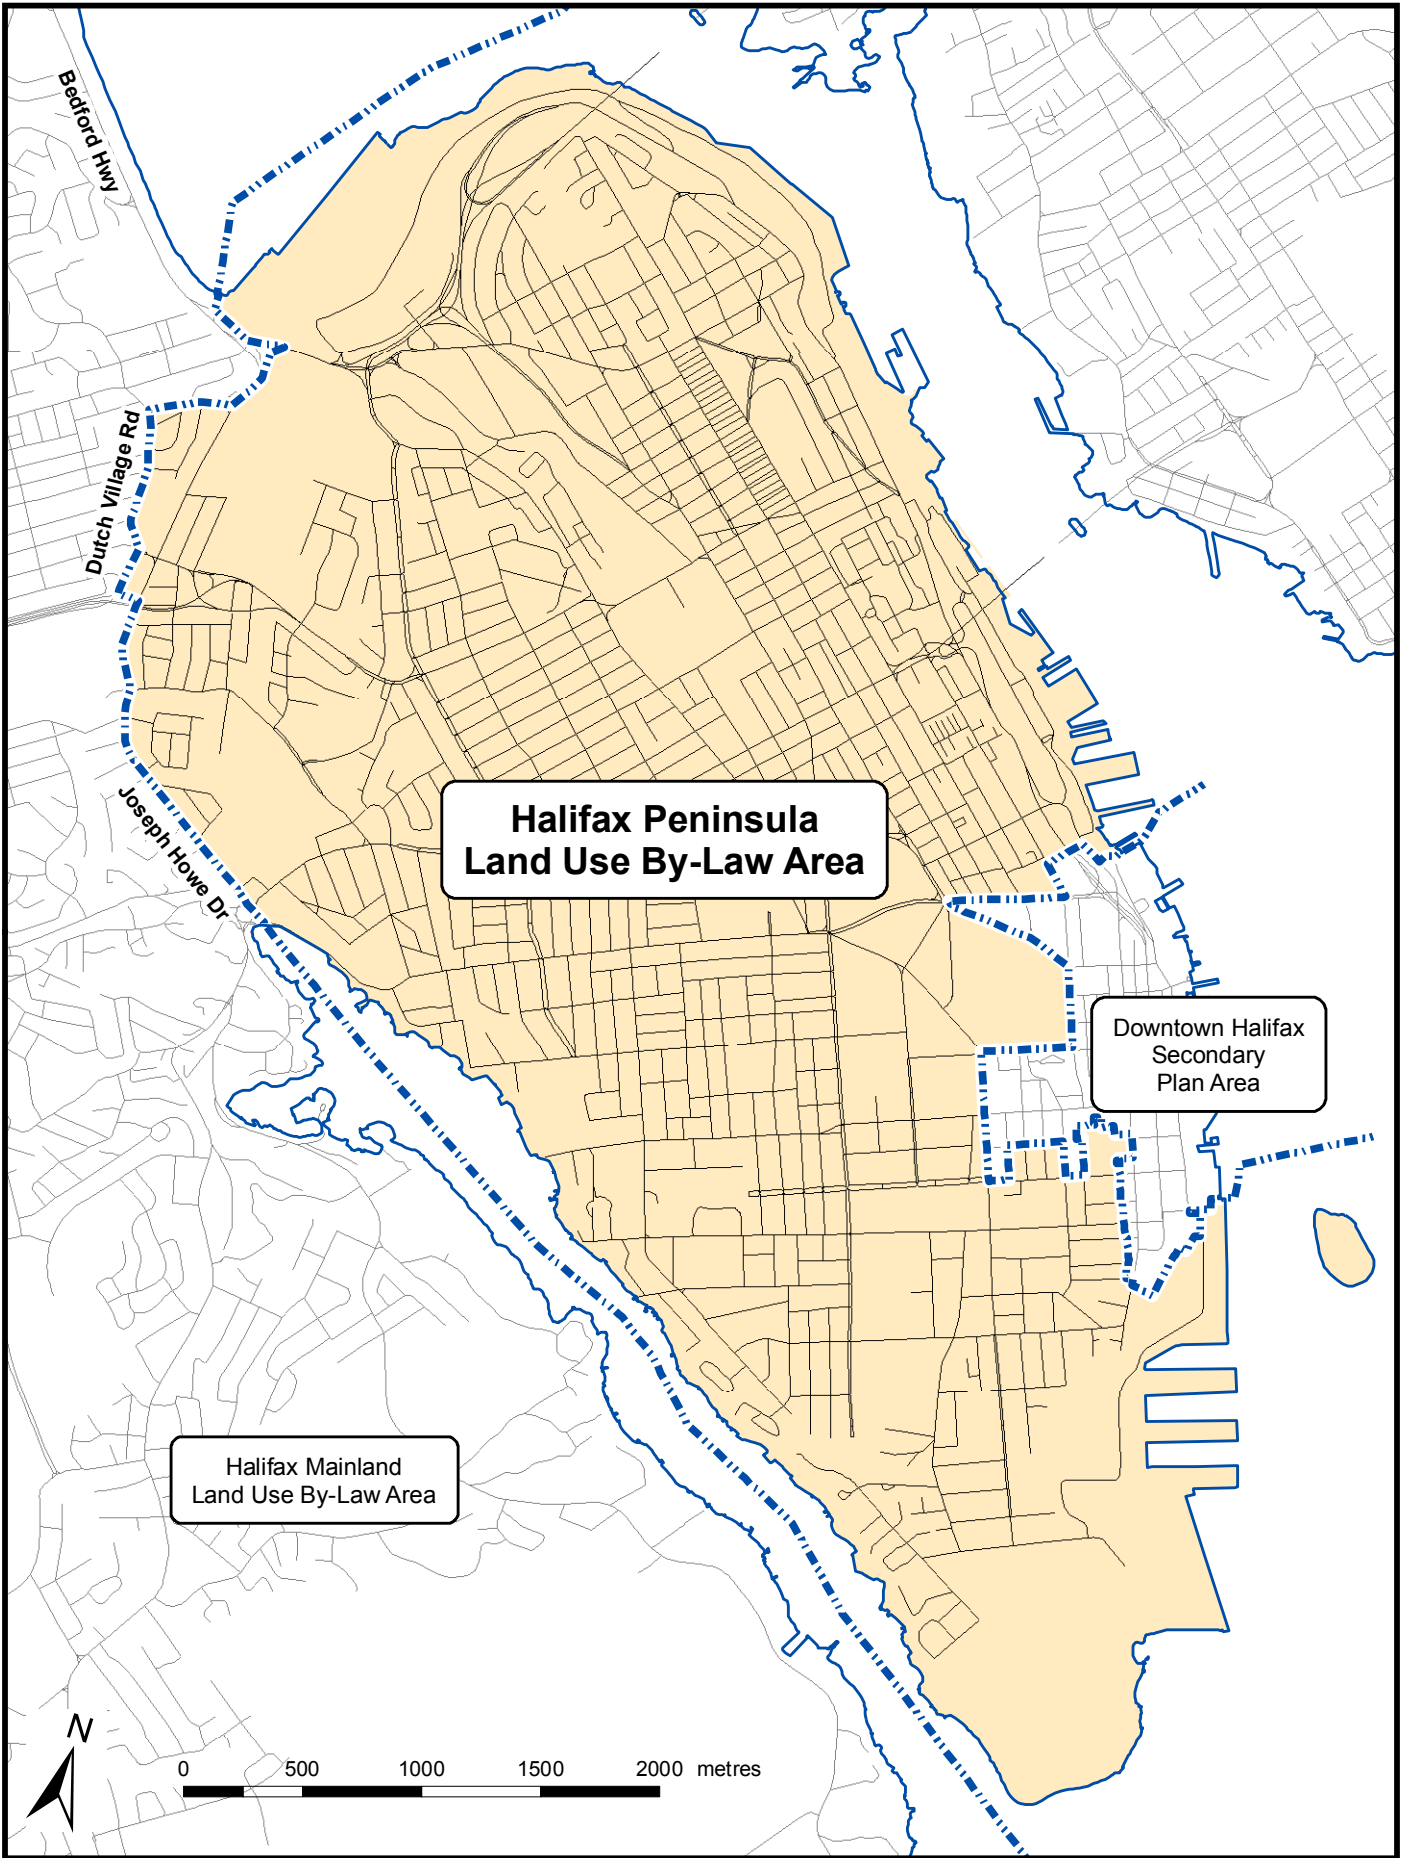 Bedford Hwy
Dutch Village Rd
Joseph Howe Dr
Halifax Peninsula
Land Use By-Law Area
Downtown Halifax
Secondary
Plan Area
Halifax Mainland
Land Use By-Law Area
N
0 500 1000 1500 2000 metres